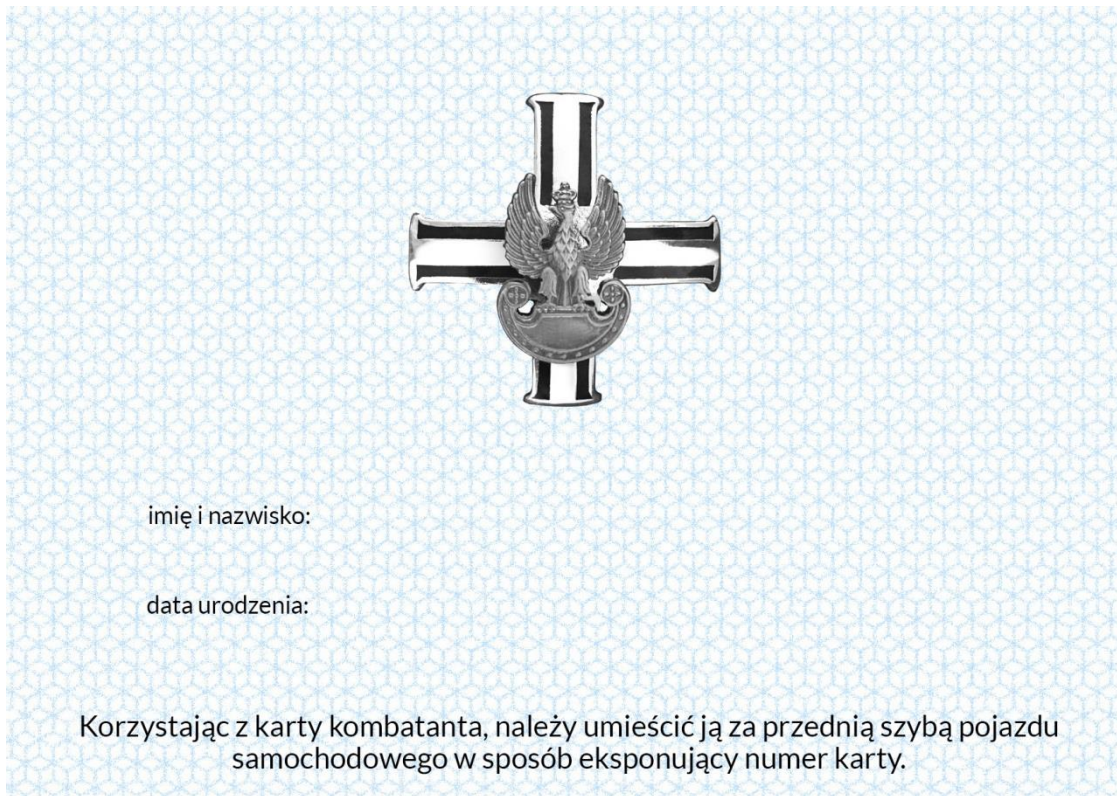 imię i nazwisko:
data urodzenia:
Korzystając z karty kombatanta, należy umieścić ją za przednią szybą pojazdu
samochodowego w sposób eksponujący numer karty.